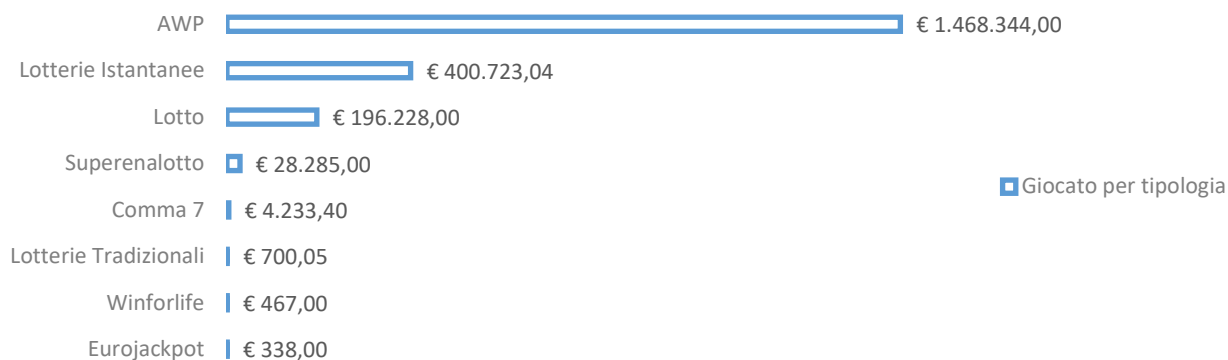 AWP € 1.468.344,00
Lotterie Istantanee € 400.723,04
Lotto € 196.228,00
Superenalotto € 28.285,00
Giocato per tipologia
Comma 7 € 4.233,40
Lotterie Tradizionali € 700,05
Winforlife € 467,00
Eurojackpot € 338,00